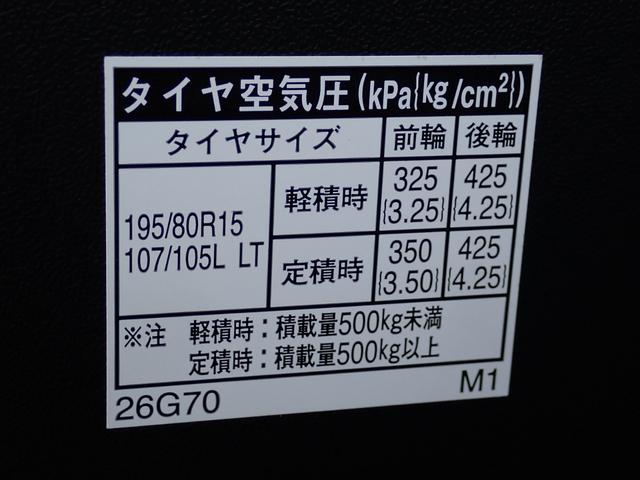 タイヤ空気圧(kPa{kg/cm²})
タイヤサイズ 前輪 後輪
195/80R15 107/105L LT
軽積時 325 {3.25} 425 {4.25}
定積時 350 {3.50} 425 {4.25}
※注 軽積時：積載量500kg未満
定積時：積載量500kg以上
26G70 M1